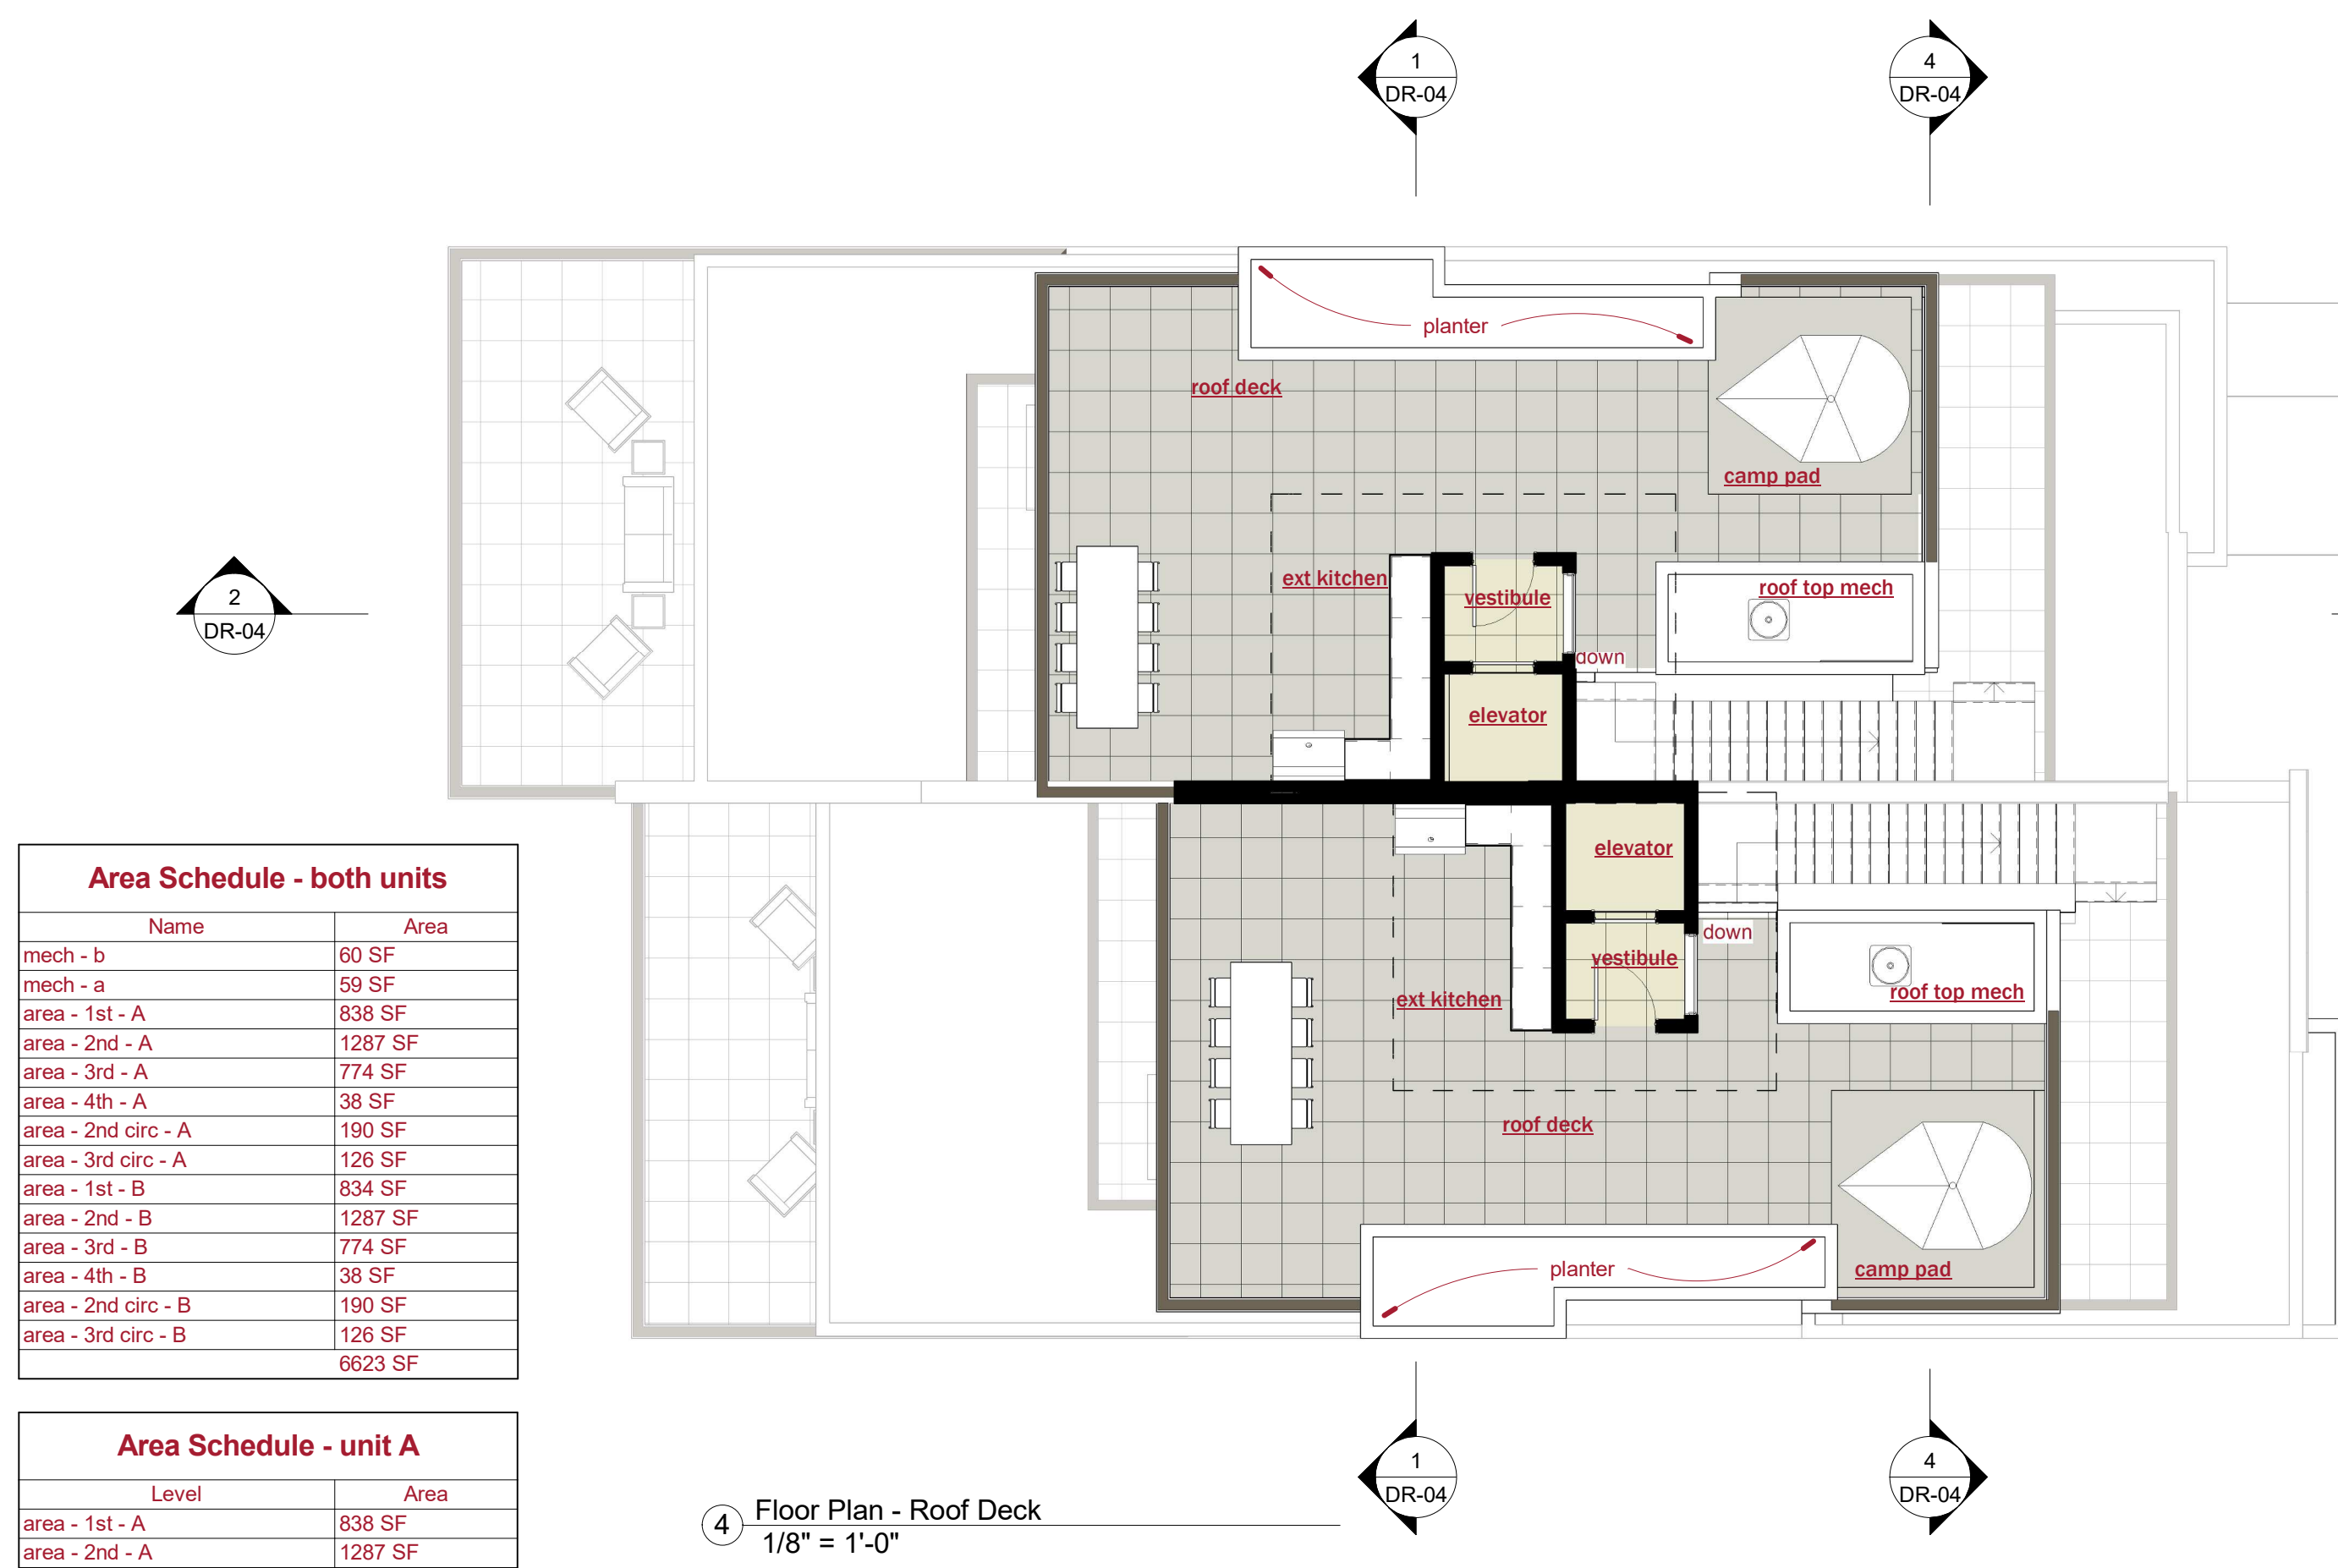 1
DR-04
4
DR-04
planter
roof deck
camp pad
2
DR-04
ext kitchen
vestibule
roof top mech
down
elevator
elevator
down
vestibule
roof top mech
ext kitchen
roof deck
planter
camp pad
Area Schedule - both units
Name Area
mech - b 60 SF
mech - a 59 SF
area - 1st - A 838 SF
area - 2nd - A 1287 SF
area - 3rd - A 774 SF
area - 4th - A 38 SF
area - 2nd circ - A 190 SF
area - 3rd circ - A 126 SF
area - 1st - B 834 SF
area - 2nd - B 1287 SF
area - 3rd - B 774 SF
area - 4th - B 38 SF
area - 2nd circ - B 190 SF
area - 3rd circ - B 126 SF
6623 SF
Area Schedule - unit A
Level Area
area - 1st - A 838 SF
area - 2nd - A 1287 SF
4 Floor Plan - Roof Deck
1/8" = 1'-0"
1
DR-04
4
DR-04